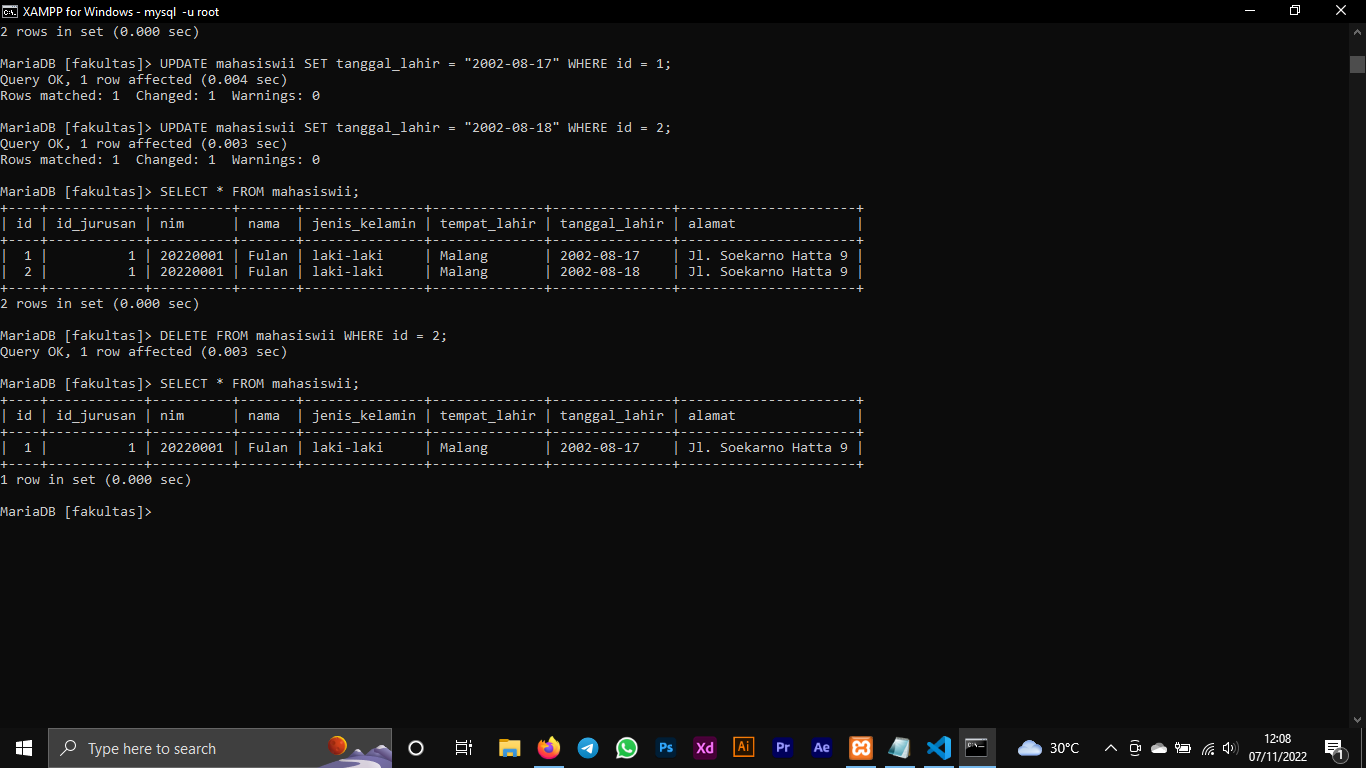 XAMPP for Windows - mysql  -u root
2 rows in set (0.000 sec)
MariaDB [fakultas]> UPDATE mahasiswii SET tanggal_lahir = "2002-08-17" WHERE id = 1;
Query OK, 1 row affected (0.004 sec)
Rows matched: 1  Changed: 1  Warnings: 0
MariaDB [fakultas]> UPDATE mahasiswii SET tanggal_lahir = "2002-08-18" WHERE id = 2;
Query OK, 1 row affected (0.003 sec)
Rows matched: 1  Changed: 1  Warnings: 0
MariaDB [fakultas]> SELECT * FROM mahasiswii;
+----+------------+----------+-------+---------------+--------------+---------------+----------------------+
| id | id_jurusan | nim      | nama  | jenis_kelamin | tempat_lahir | tanggal_lahir | alamat               |
+----+------------+----------+-------+---------------+--------------+---------------+----------------------+
|  1 |          1 | 20220001 | Fulan | laki-laki     | Malang       | 2002-08-17    | Jl. Soekarno Hatta 9 |
|  2 |          1 | 20220001 | Fulan | laki-laki     | Malang       | 2002-08-18    | Jl. Soekarno Hatta 9 |
+----+------------+----------+-------+---------------+--------------+---------------+----------------------+
2 rows in set (0.000 sec)
MariaDB [fakultas]> DELETE FROM mahasiswii WHERE id = 2;
Query OK, 1 row affected (0.003 sec)
MariaDB [fakultas]> SELECT * FROM mahasiswii;
+----+------------+----------+-------+---------------+--------------+---------------+----------------------+
| id | id_jurusan | nim      | nama  | jenis_kelamin | tempat_lahir | tanggal_lahir | alamat               |
+----+------------+----------+-------+---------------+--------------+---------------+----------------------+
|  1 |          1 | 20220001 | Fulan | laki-laki     | Malang       | 2002-08-17    | Jl. Soekarno Hatta 9 |
+----+------------+----------+-------+---------------+--------------+---------------+----------------------+
1 row in set (0.000 sec)
MariaDB [fakultas]>
Type here to search
Ps Xd Ai Pr Ae
30°C
12:08
07/11/2022
1